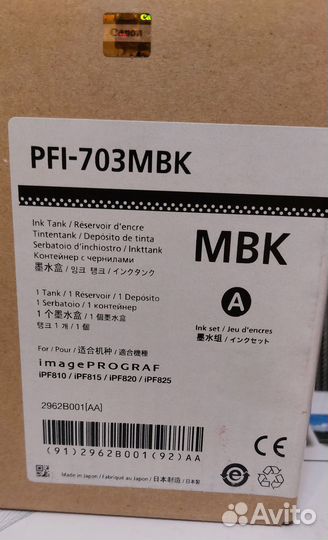 Canon
PFI-703MBK
Ink Tank / Réservoir d'encre
Tintentank / Depósito de tinta
Serbatoio d'inchiostro / Inkttank
Контейнер с чернилами
墨水盒 / 잉크 탱크 / インクタンク
MBK
A
1 Tank / 1 Reservoir / 1 Depósito
1 Serbatoio / 1 контейнер
1个墨水盒 / 1個墨水盒
탱크 1 개 / 1 個
Ink set / Jeu d'encres
墨水组 / インクセット
For / Pour / 适合机种 / 適合機種
imagePROGRAF
iPF810 / iPF815 / iPF820 / iPF825
2962B001[AA]
(91)2962B001(92)AA
CE
Made in Japan / Fabriqué au Japon / 日本制造 / 日本製
Avito